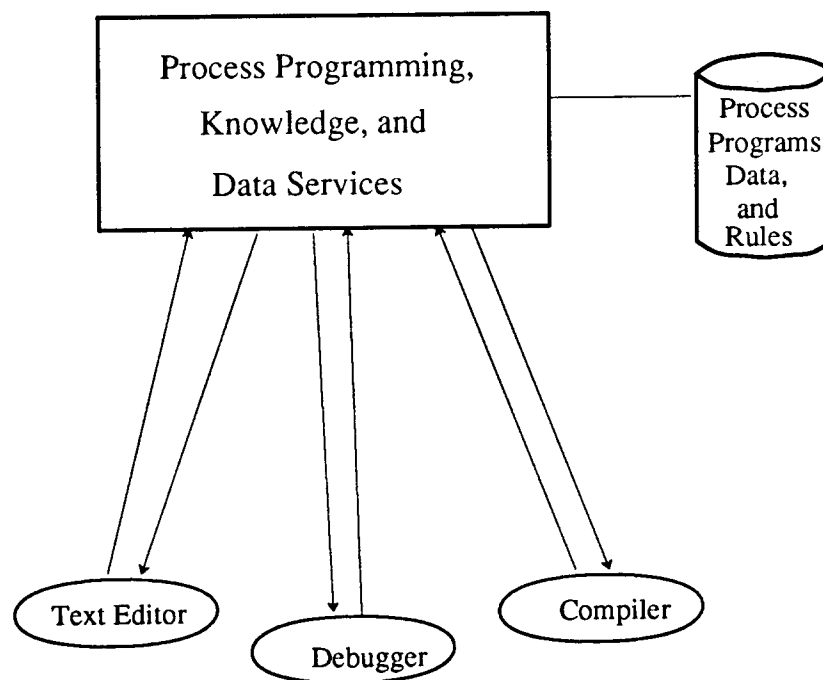 Process Programming,
Knowledge, and
Data Services
Process
Programs
Data,
and
Rules
Text Editor
Debugger
Compiler